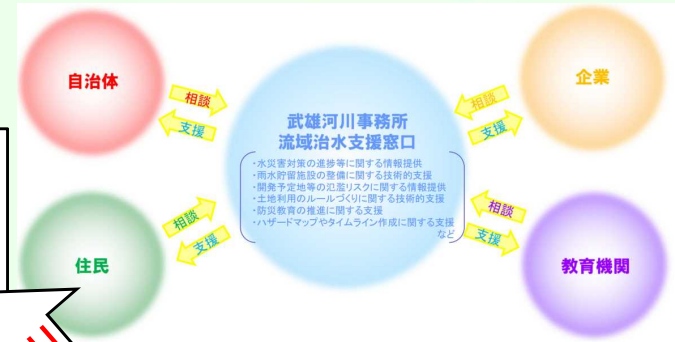 自治体
相談
支援
企業
相談
支援
武雄河川事務所
流域治水支援窓口
・水災害対策の進捗等に関する情報提供
・雨水貯留施設の整備に関する技術的支援
・開発予定地等の氾濫リスクに関する情報提供
・土地利用のルールづくりに関する技術的支援
・防災教育の推進に関する支援
・ハザードマップやタイムライン作成に関する支援
など
住民
相談
支援
教育機関
相談
支援